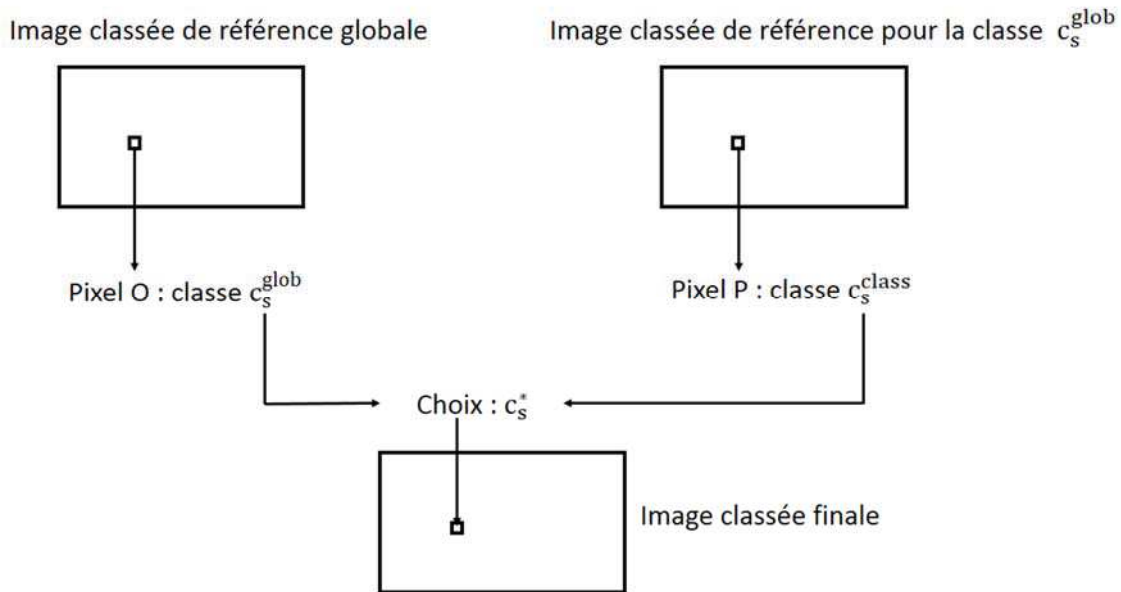 Image classée de référence globale
Image classée de référence pour la classe c_s^glob
Pixel O : classe c_s^glob
Pixel P : classe c_s^class
Choix : c_s^*
Image classée finale